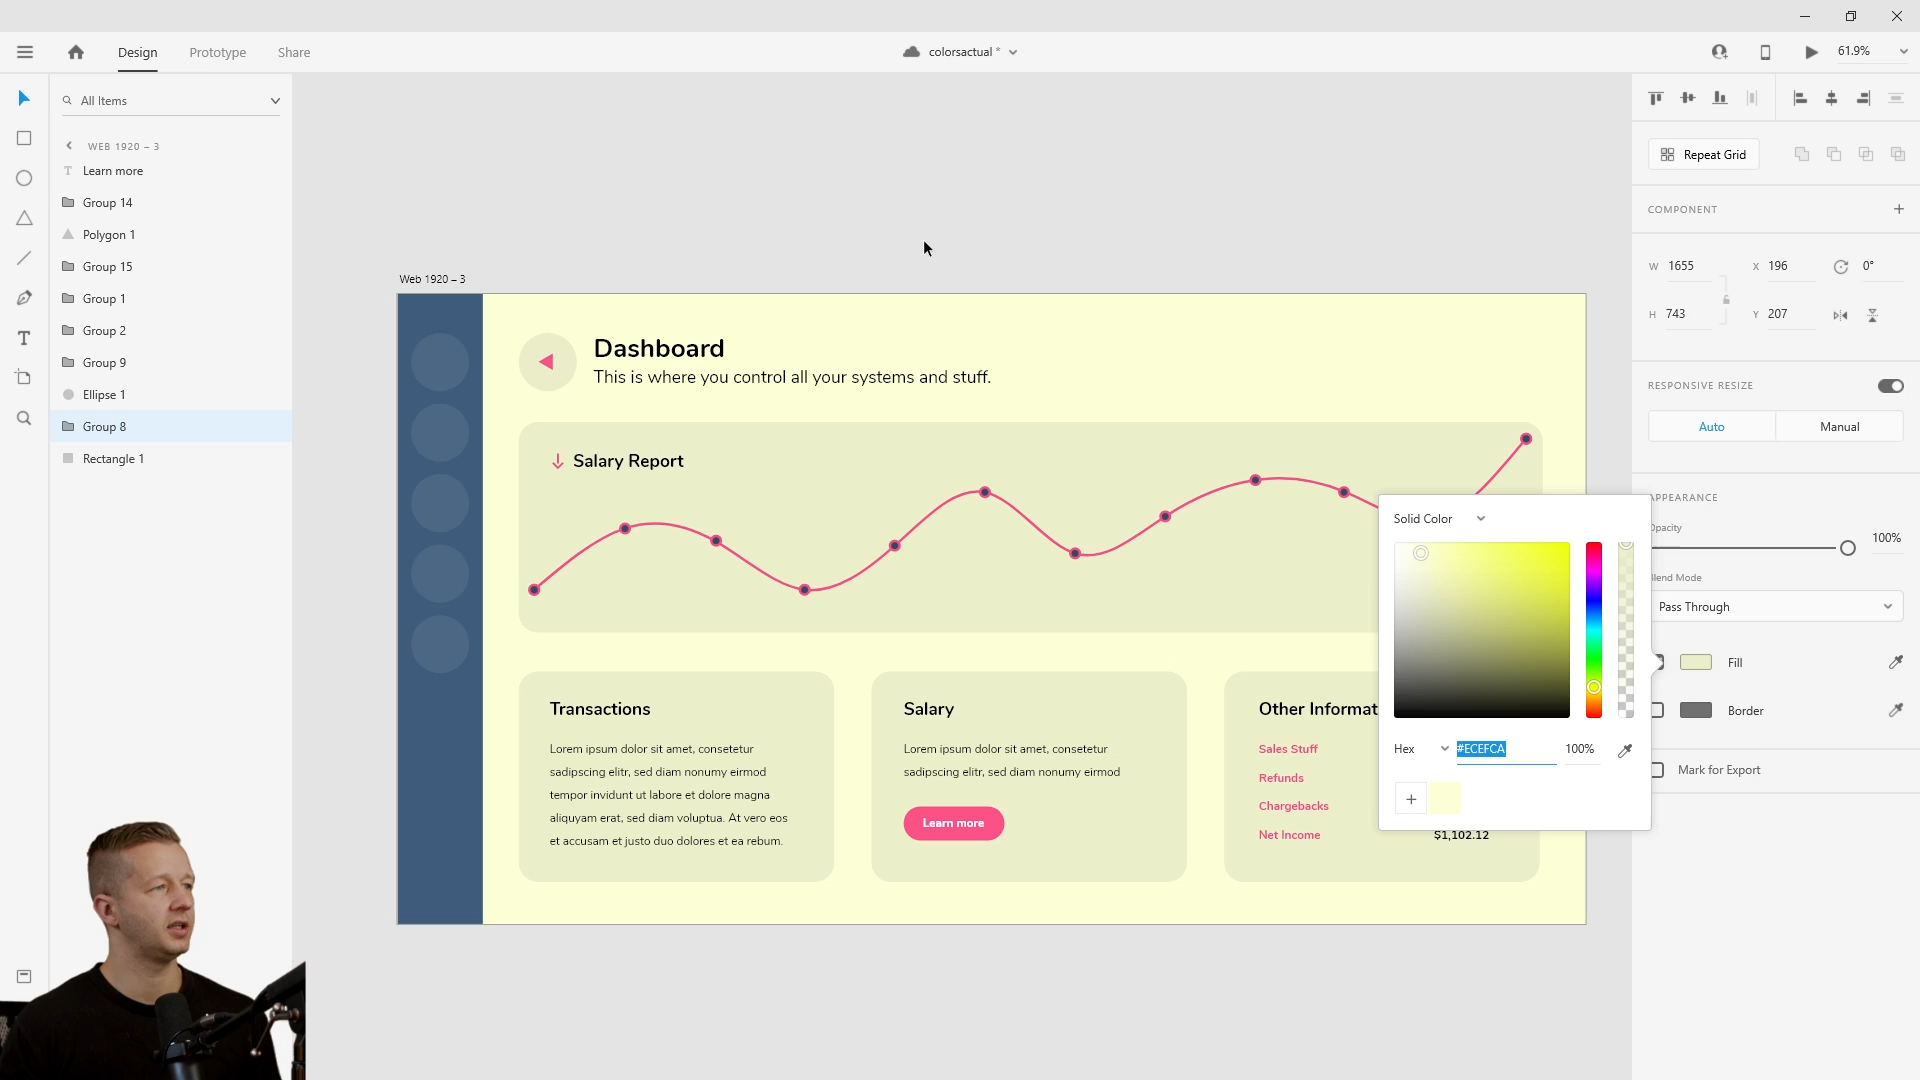 Design
Prototype
Share
colorsactual *
61.9%
All Items
WEB 1920 – 3
Learn more
Group 14
Polygon 1
Group 15
Group 1
Group 2
Group 9
Ellipse 1
Group 8
Rectangle 1
Web 1920 – 3
Dashboard
This is where you control all your systems and stuff.
Salary Report
Transactions
Lorem ipsum dolor sit amet, consetetur
sadipscing elitr, sed diam nonumy eirmod
tempor invidunt ut labore et dolore magna
aliquyam erat, sed diam voluptua. At vero eos
et accusam et justo duo dolores et ea rebum.
Salary
Lorem ipsum dolor sit amet, consetetur
sadipscing elitr, sed diam nonumy eirmod
Learn more
Other Informat
Sales Stuff
Refunds
Chargebacks
Net Income
$1,102.12
Solid Color
Hex
#ECEFCA
100%
Repeat Grid
COMPONENT
W 1655
X 196
0°
H 743
Y 207
RESPONSIVE RESIZE
Auto
Manual
APPEARANCE
Opacity
100%
Blend Mode
Pass Through
Fill
Border
Mark for Export